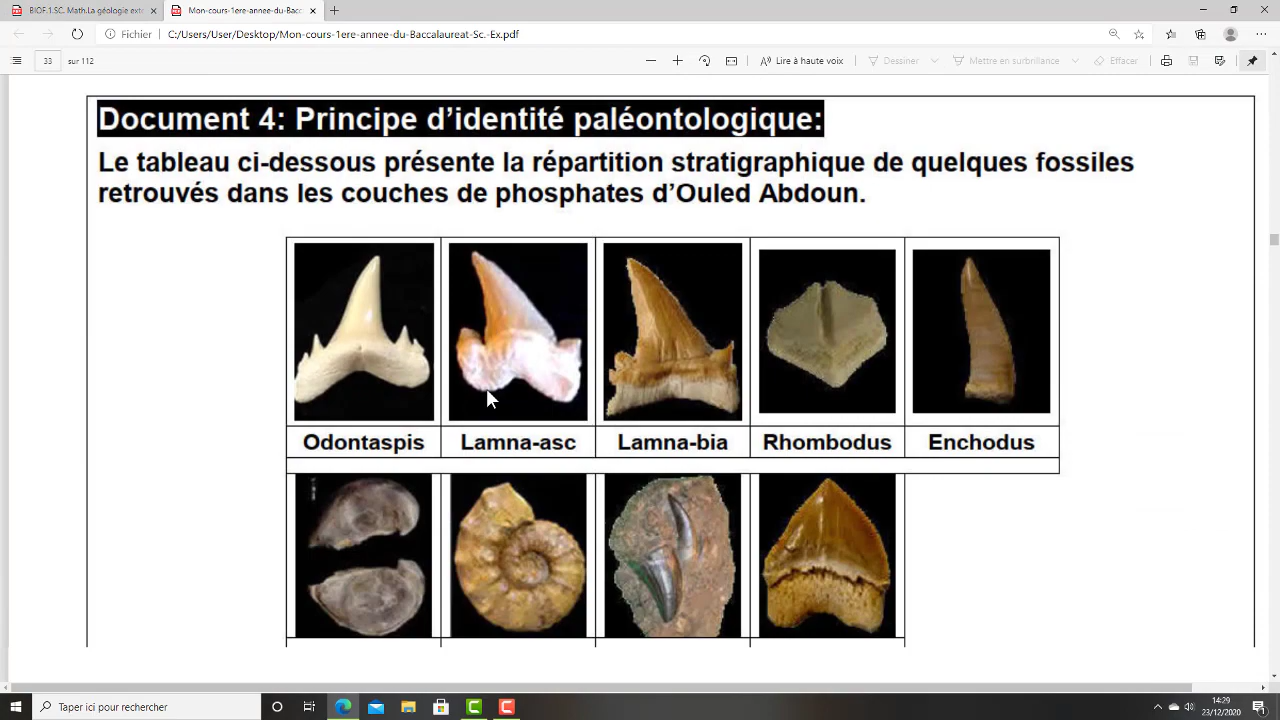 BIOF.1.SC. Math.La géologie exte
Mon-cours-1ere-annee-du-Bacc
Fichier
C:/Users/User/Desktop/Mon-cours-1ere-annee-du-Baccalaureat-Sc.-Ex.pdf
33 sur 112
Lire à haute voix
Dessiner
Mettre en surbrillance
Effacer
Document 4: Principe d'identité paléontologique:
Le tableau ci-dessous présente la répartition stratigraphique de quelques fossiles
retrouvés dans les couches de phosphates d'Ouled Abdoun.
Odontaspis Lamna-asc Lamna-bia Rhombodus Enchodus
Taper ici pour rechercher
14:29
23/12/2020